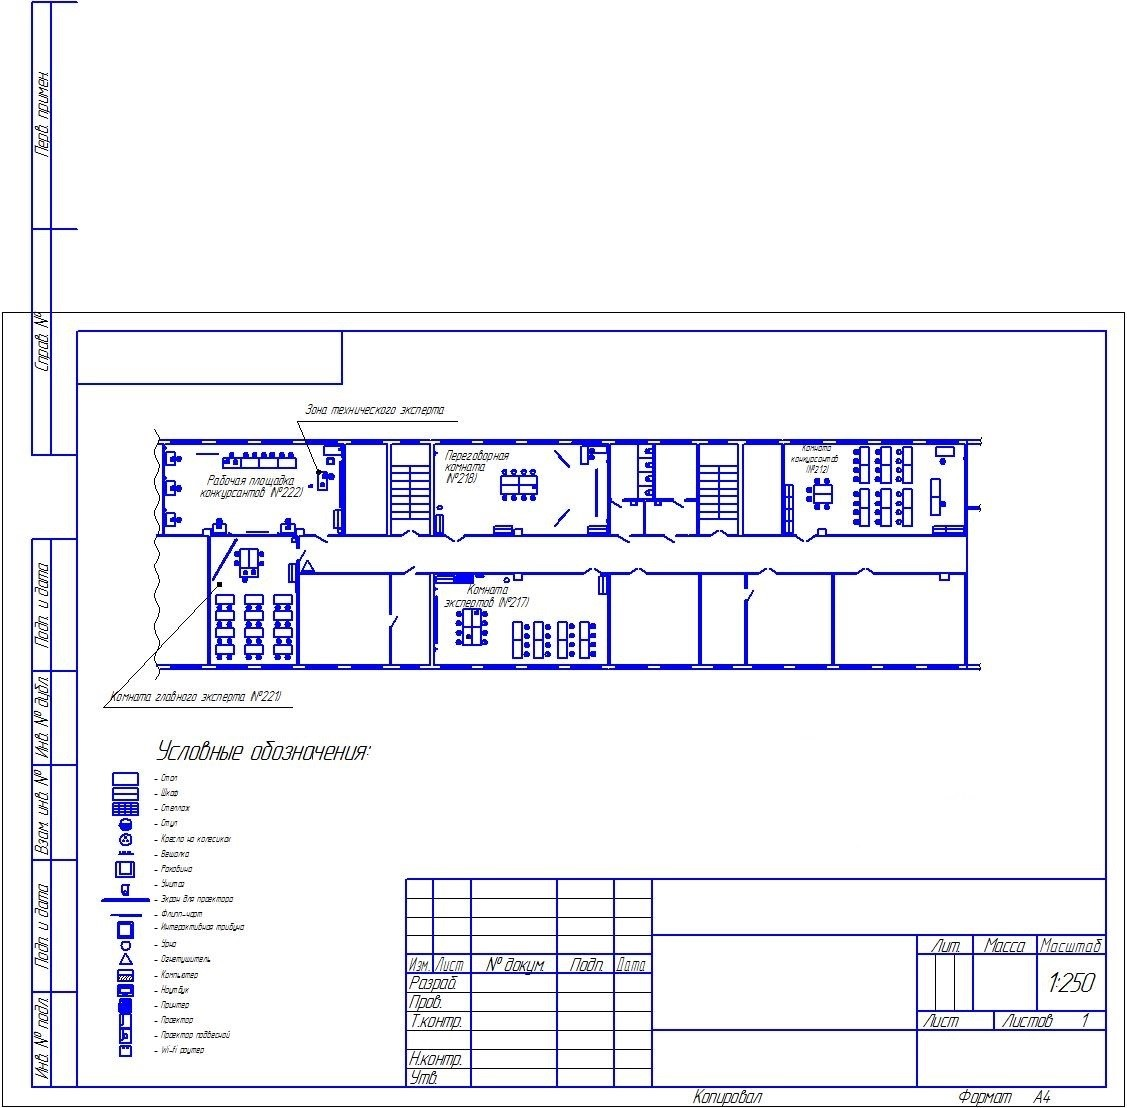 Перв. примен.
Справ. №
Подп. и дата
Инв. № дубл.
Взам. инв. №
Подп. и дата
Инв. № подл.
Зона технического эксперта
Рабочая площадка
конкурсантов (№222)
Переговорная
комната
(№218)
Комната
конкурсантов
(№212)
Комната
экспертов (№217)
Комната главного эксперта (№221)
Условные обозначения:
- Стол
- Шкаф
- Стеллаж
- Стул
- Кресло на колесиках
- Вешалка
- Раковина
- Унитаз
- Экран для проектора
- Флипп-чарт
- Интерактивная трибуна
- Урна
- Огнетушитель
- Компьютер
- Ноутбук
- Принтер
- Проектор
- Проектор подвесной
- Wi-fi роутер
Изм. Лист № докум. Подп. Дата
Разраб.
Пров.
Т.контр.
Н.контр.
Утв.
Лит. Масса Масштаб
1:250
Лист Листов 1
Копировал Формат А4